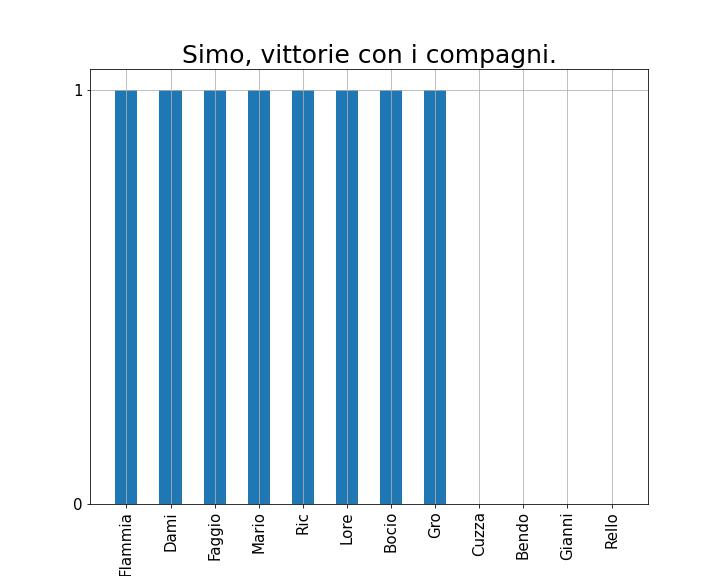 Simo, vittorie con i compagni.
1
0
Flammia
Dami
Faggio
Mario
Ric
Lore
Bocio
Gro
Cuzza
Bendo
Gianni
Rello